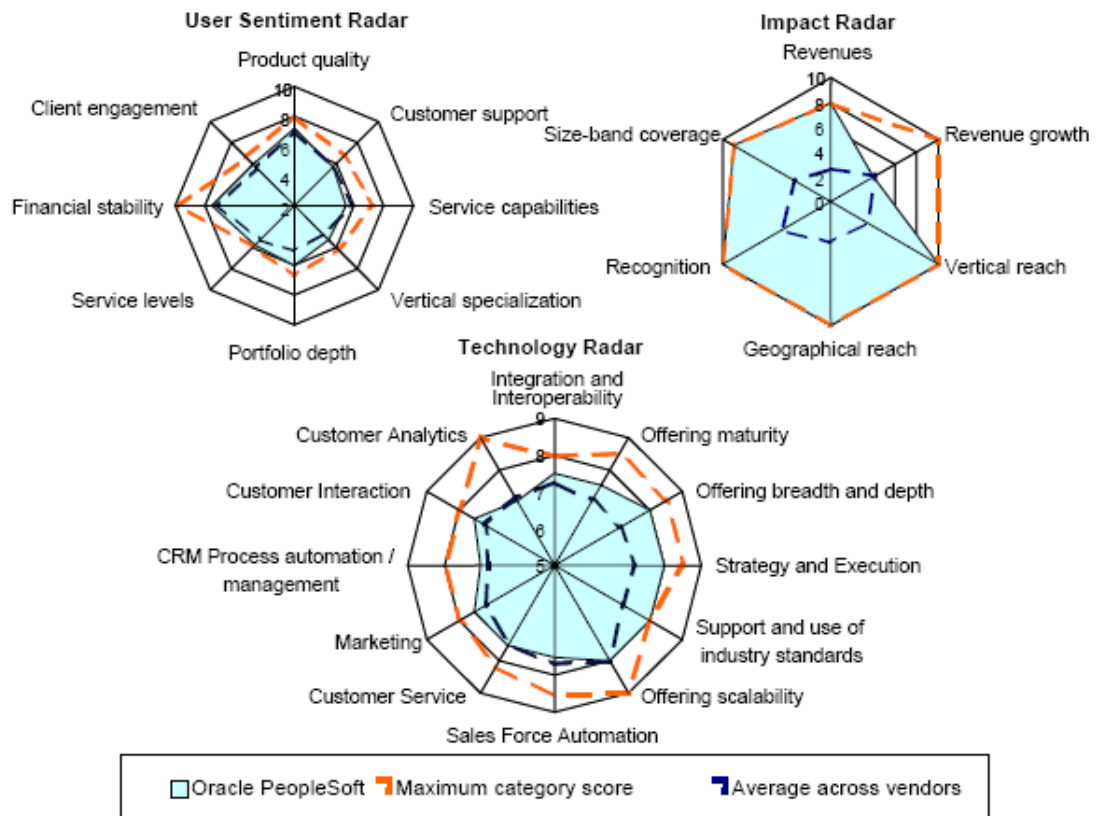 User Sentiment Radar
Product quality
10
8
6
4
2
Client engagement
Customer support
Financial stability
Service capabilities
Service levels
Vertical specialization
Portfolio depth
Impact Radar
Revenues
10
8
6
4
2
0
Size-band coverage
Revenue growth
Recognition
Vertical reach
Geographical reach
Technology Radar
Integration and
Interoperability
9
8
7
6
5
Customer Analytics
Offering maturity
Customer Interaction
Offering breadth and depth
CRM Process automation /
management
Strategy and Execution
Marketing
Support and use of
industry standards
Customer Service
Offering scalability
Sales Force Automation
Oracle PeopleSoft
Maximum category score
Average across vendors